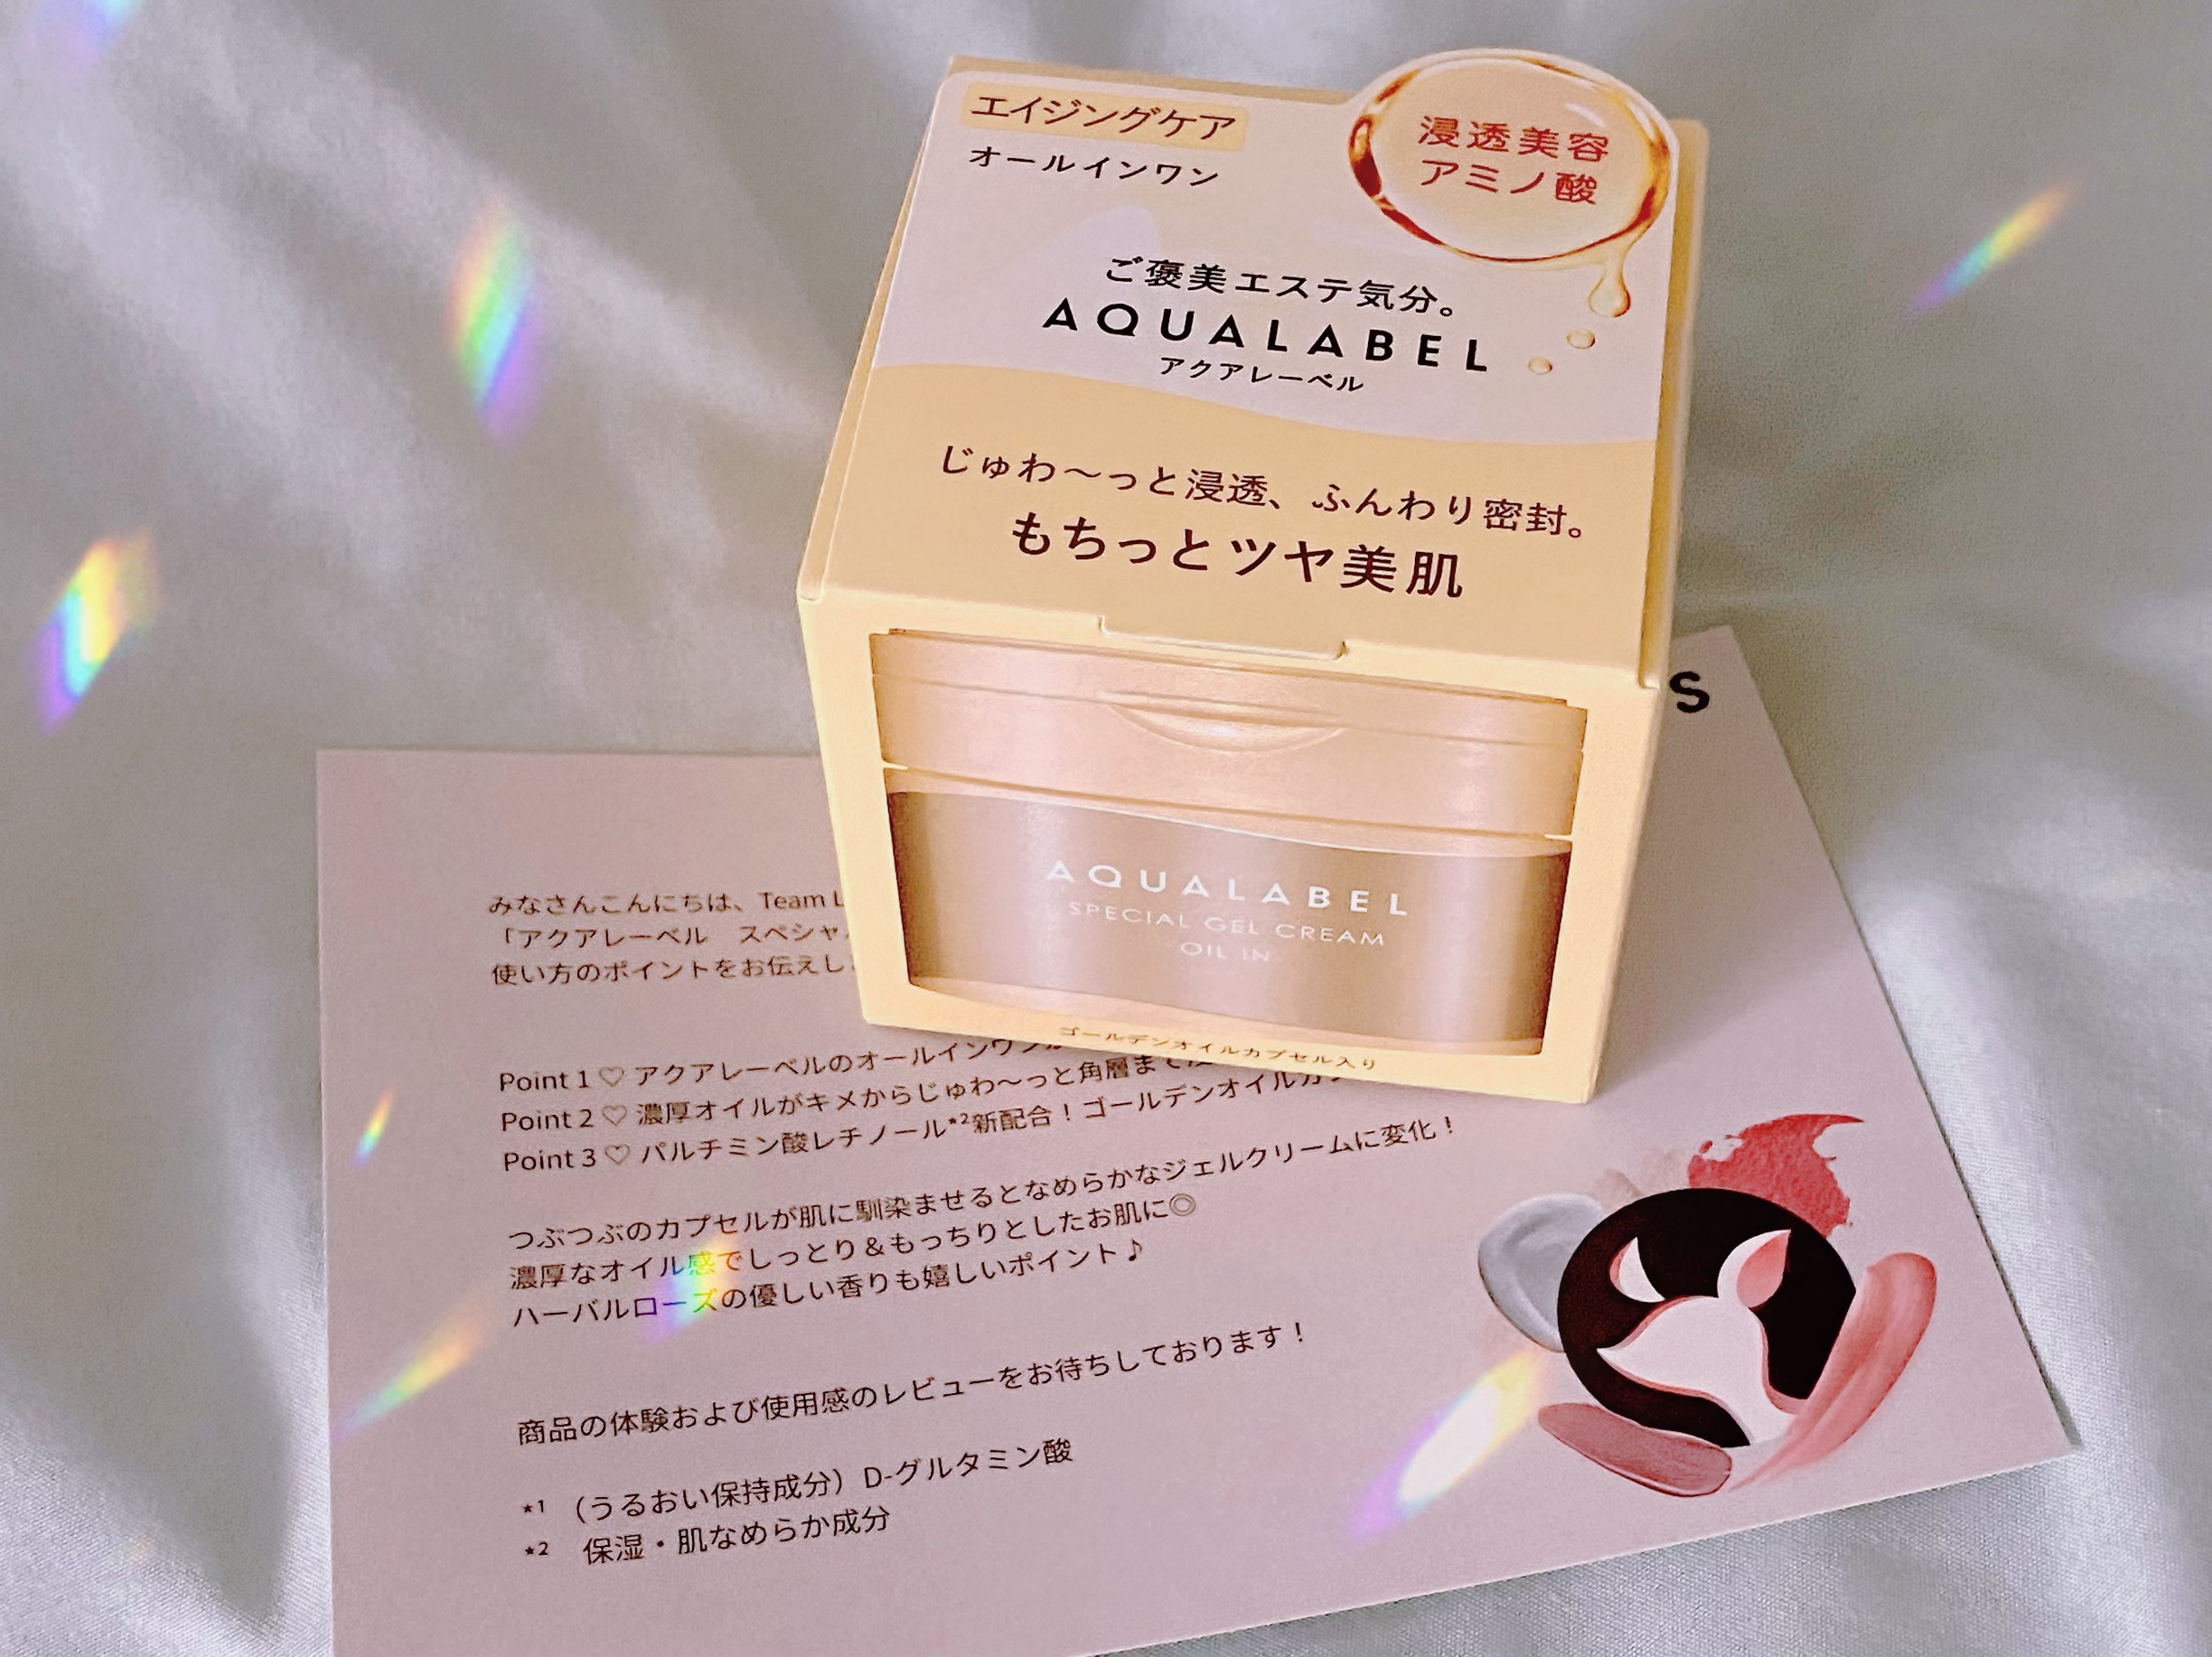 エイジングケア
オールインワン
浸透美容
アミノ酸
ご褒美エステ気分。
AQUALABEL
アクアレーベル
じゅわ～っと浸透、ふんわり密封。
もちっとツヤ美肌
AQUALABEL
SPECIAL GEL CREAM
OIL IN
ゴールデンオイルカプセル入り
S
みなさんこんにちは、Team L
「アクアレーベル　スペシャ
使い方のポイントをお伝えし
Point 1 ♡ アクアレーベルのオールインワン
Point 2 ♡ 濃厚オイルがキメからじゅわ～っと角層まで
Point 3 ♡ パルチミン酸レチノール*²新配合！ゴールデンオイルカ
つぶつぶのカプセルが肌に馴染ませるとなめらかなジェルクリームに変化！
濃厚なオイル感でしっとり＆もっちりとしたお肌に◎
ハーバルローズの優しい香りも嬉しいポイント♪
商品の体験および使用感のレビューをお待ちしております！
*¹ （うるおい保持成分）D-グルタミン酸
*² 保湿・肌なめらか成分